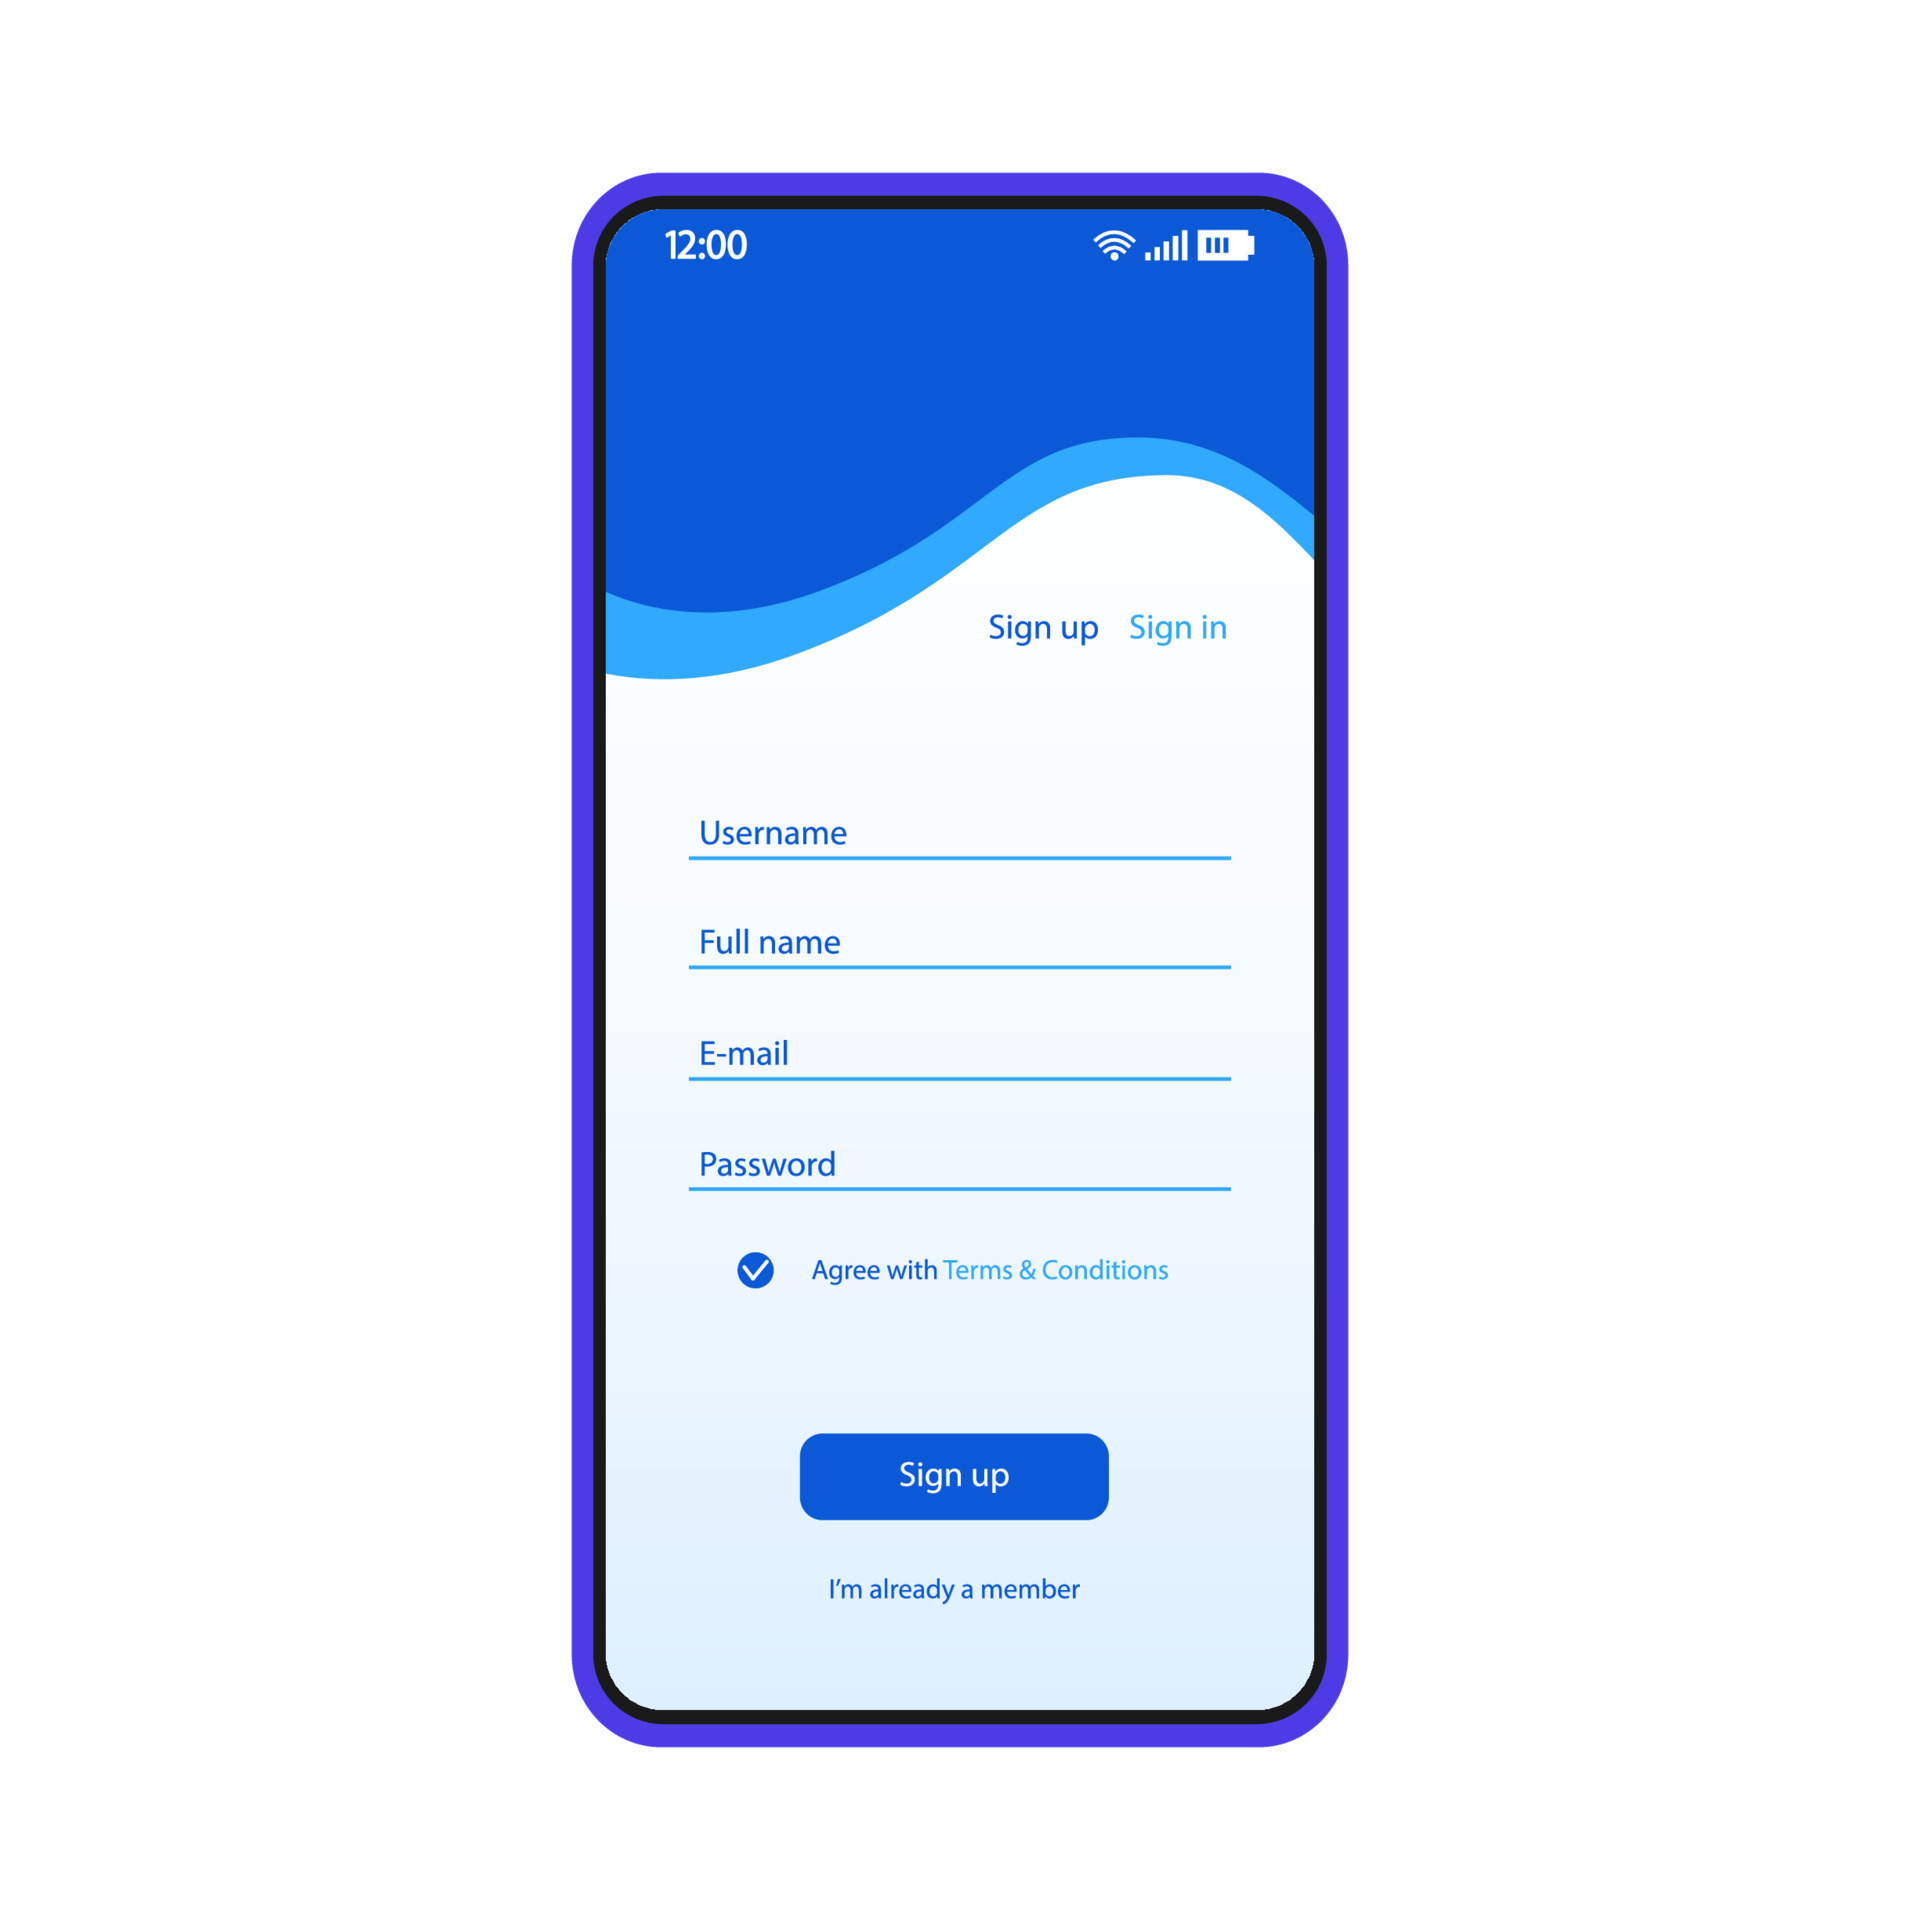 12:00
Sign up Sign in
Username
Full name
E-mail
Password
Agree with Terms & Conditions
Sign up
I'm already a member